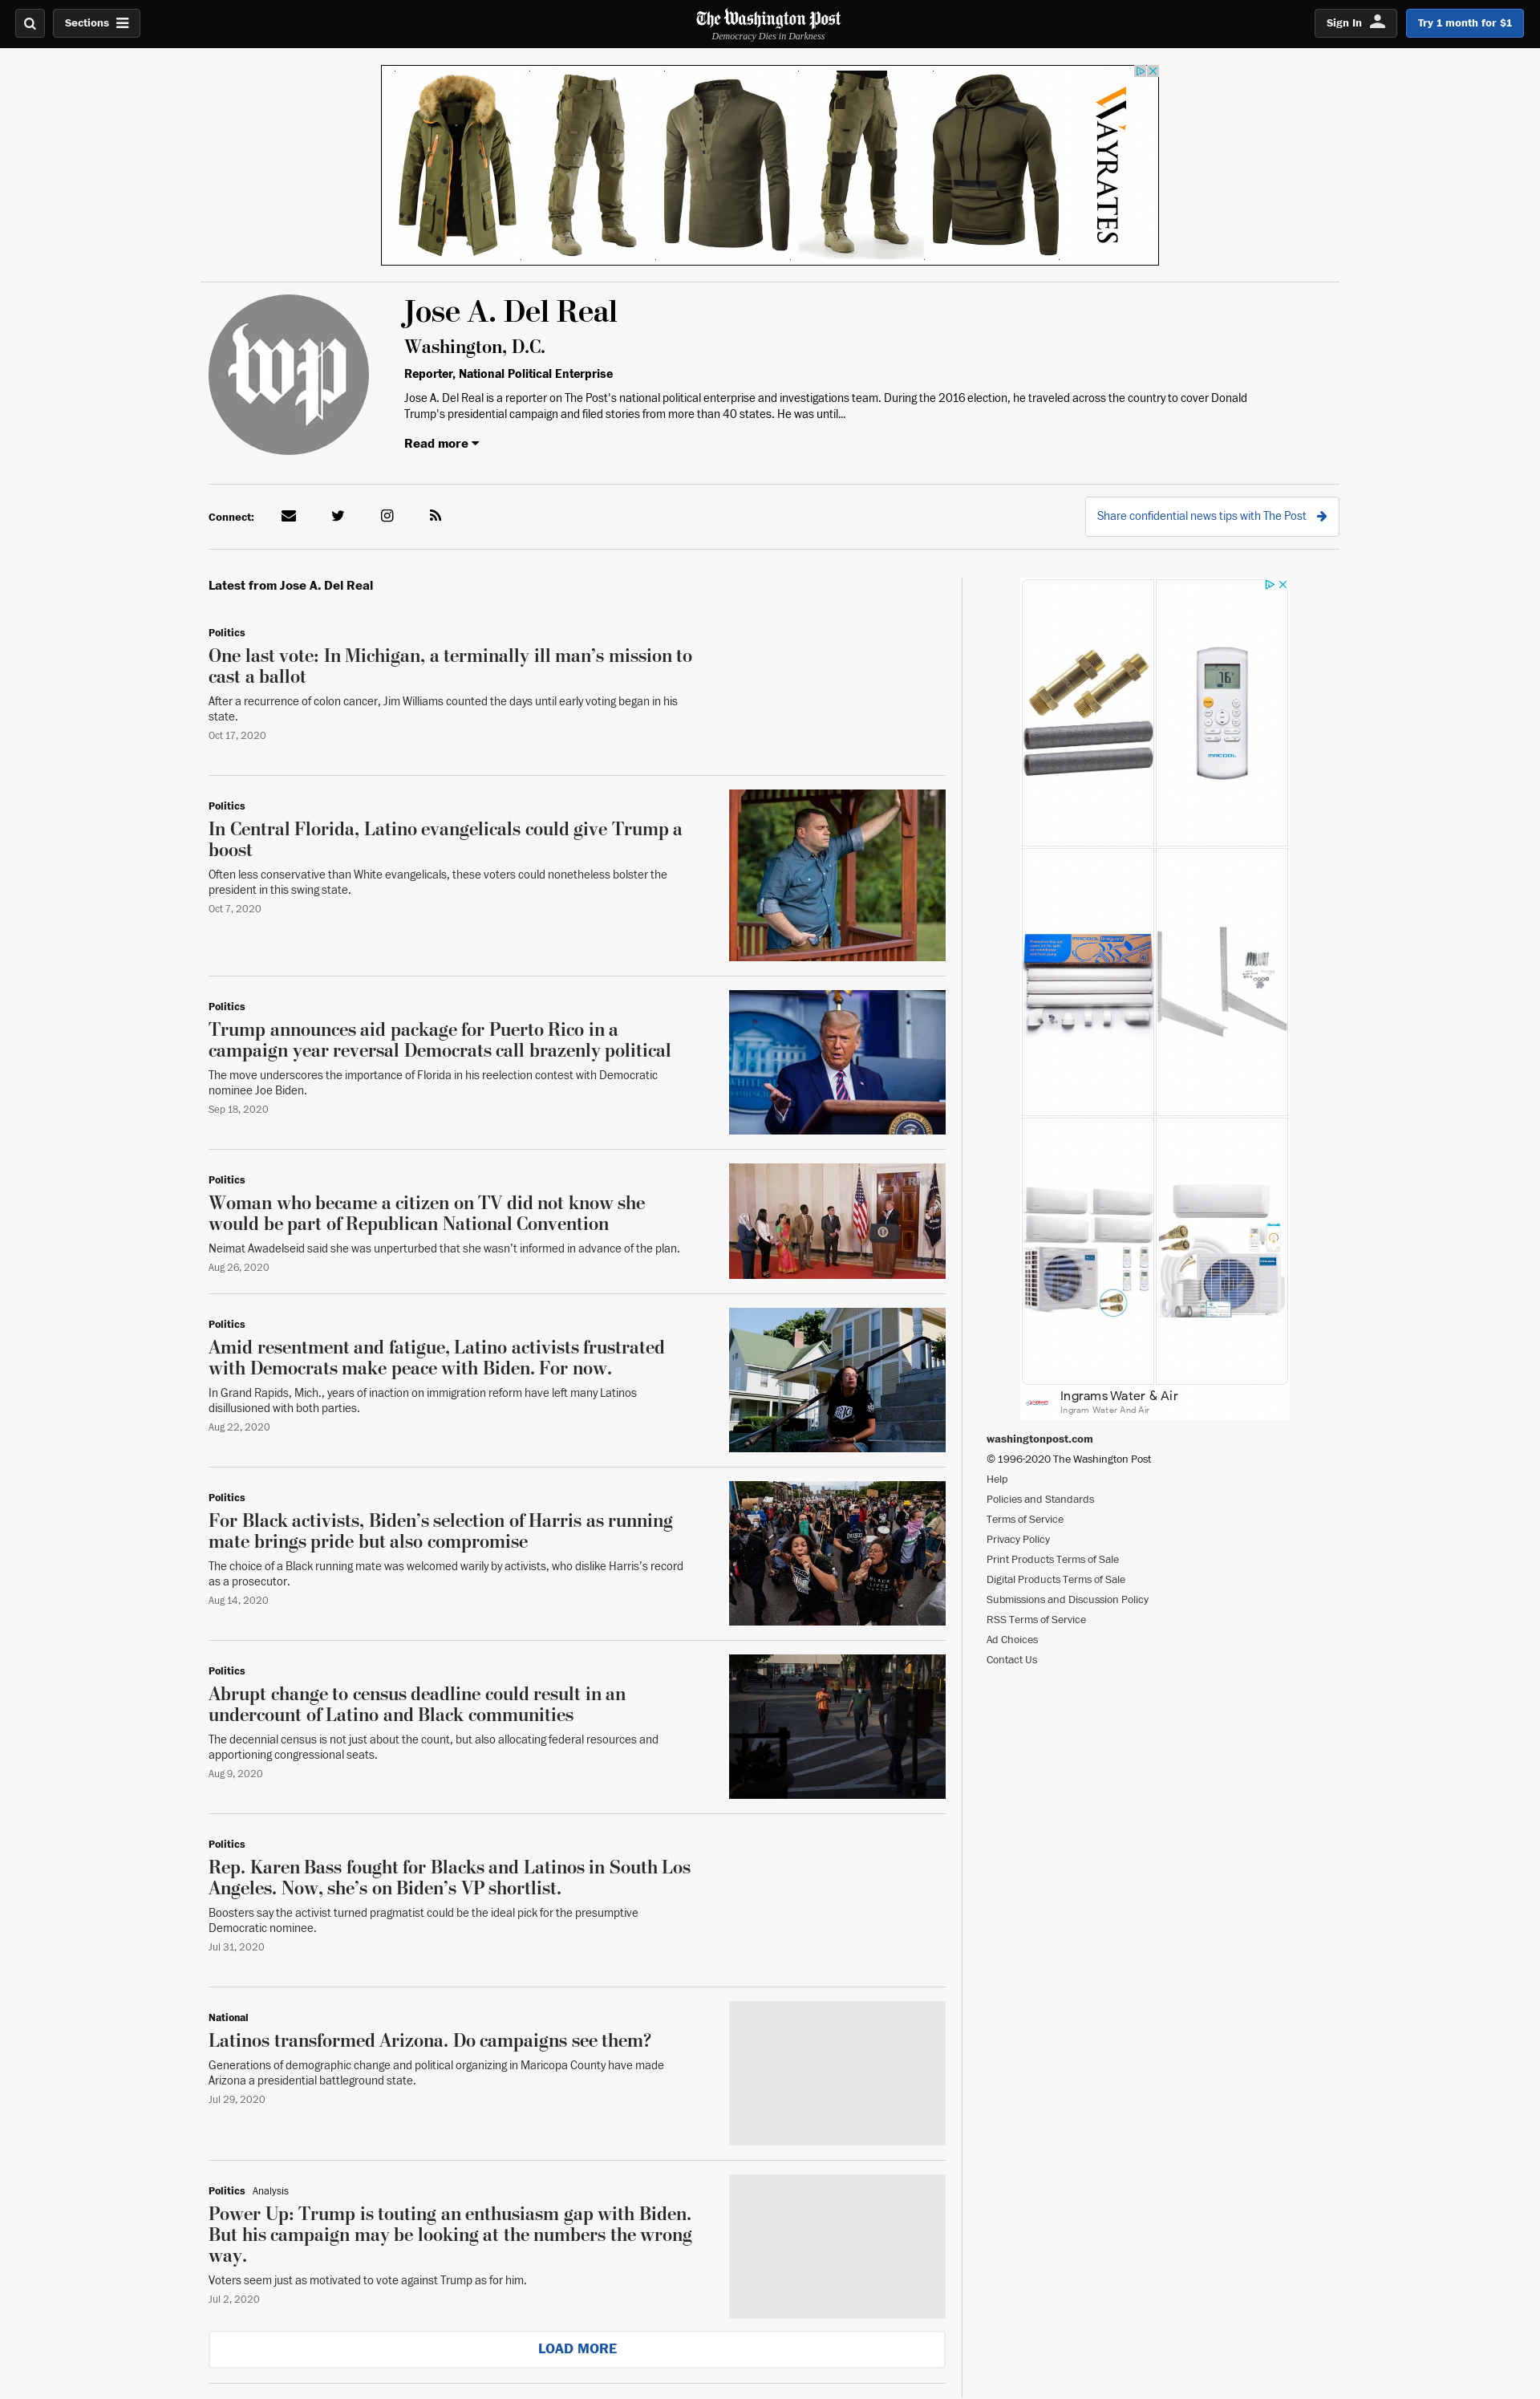 Sections
The Washington Post
Democracy Dies in Darkness
Sign In
Try 1 month for $1
WAYRATES
wp
Jose A. Del Real
Washington, D.C.
Reporter, National Political Enterprise
Jose A. Del Real is a reporter on The Post's national political enterprise and investigations team. During the 2016 election, he traveled across the country to cover Donald
Trump's presidential campaign and filed stories from more than 40 states. He was until...
Read more
Connect:
Share confidential news tips with The Post
Latest from Jose A. Del Real
Politics
One last vote: In Michigan, a terminally ill man’s mission to
cast a ballot
After a recurrence of colon cancer, Jim Williams counted the days until early voting began in his
state.
Oct 17, 2020
Politics
In Central Florida, Latino evangelicals could give Trump a
boost
Often less conservative than White evangelicals, these voters could nonetheless bolster the
president in this swing state.
Oct 7, 2020
Politics
Trump announces aid package for Puerto Rico in a
campaign year reversal Democrats call brazenly political
The move underscores the importance of Florida in his reelection contest with Democratic
nominee Joe Biden.
Sep 18, 2020
Politics
Woman who became a citizen on TV did not know she
would be part of Republican National Convention
Neimat Awadelseid said she was unperturbed that she wasn’t informed in advance of the plan.
Aug 26, 2020
Politics
Amid resentment and fatigue, Latino activists frustrated
with Democrats make peace with Biden. For now.
In Grand Rapids, Mich., years of inaction on immigration reform have left many Latinos
disillusioned with both parties.
Aug 22, 2020
Politics
For Black activists, Biden’s selection of Harris as running
mate brings pride but also compromise
The choice of a Black running mate was welcomed warily by activists, who dislike Harris’s record
as a prosecutor.
Aug 14, 2020
Politics
Abrupt change to census deadline could result in an
undercount of Latino and Black communities
The decennial census is not just about the count, but also allocating federal resources and
apportioning congressional seats.
Aug 9, 2020
Politics
Rep. Karen Bass fought for Blacks and Latinos in South Los
Angeles. Now, she’s on Biden’s VP shortlist.
Boosters say the activist turned pragmatist could be the ideal pick for the presumptive
Democratic nominee.
Jul 31, 2020
National
Latinos transformed Arizona. Do campaigns see them?
Generations of demographic change and political organizing in Maricopa County have made
Arizona a presidential battleground state.
Jul 29, 2020
Politics Analysis
Power Up: Trump is touting an enthusiasm gap with Biden.
But his campaign may be looking at the numbers the wrong
way.
Voters seem just as motivated to vote against Trump as for him.
Jul 2, 2020
LOAD MORE
76°
MRCOOL
Ingrams Water & Air
Ingram Water And Air
washingtonpost.com
© 1996-2020 The Washington Post
Help
Policies and Standards
Terms of Service
Privacy Policy
Print Products Terms of Sale
Digital Products Terms of Sale
Submissions and Discussion Policy
RSS Terms of Service
Ad Choices
Contact Us